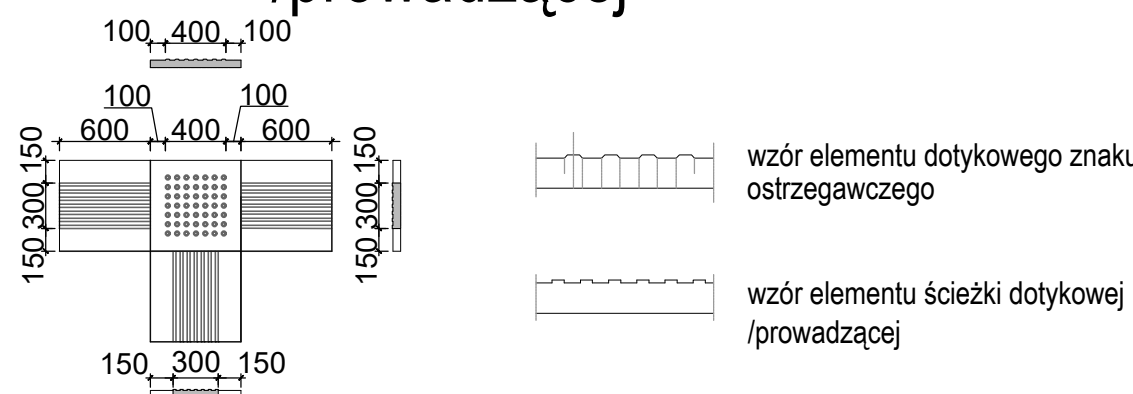 /prowadzącej
100 400 100
100 100
600 400 600
150 300 150
150 300 150
150 300 150
wzór elementu dotykowego znaku
ostrzegawczego
wzór elementu ścieżki dotykowej
/prowadzącej